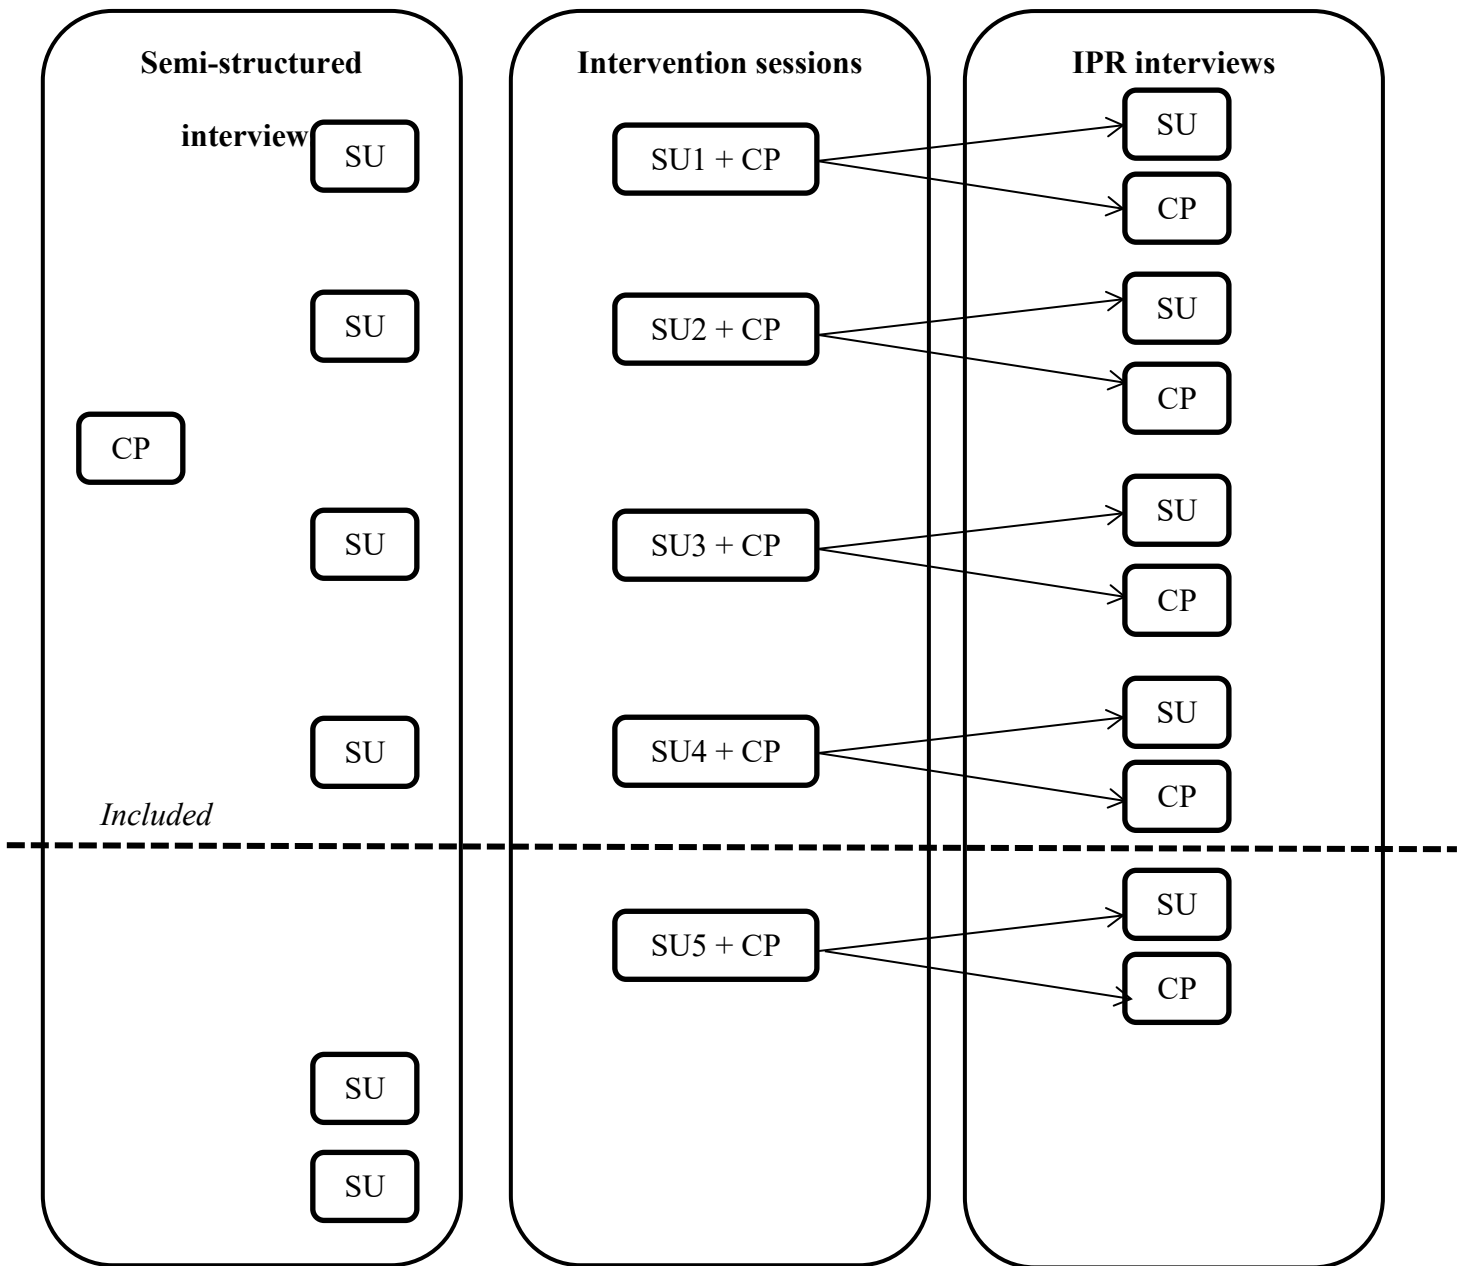 Semi-structured
interview
SU
SU
CP
SU
SU
Included
SU
SU
Intervention sessions
SU1 + CP
SU2 + CP
SU3 + CP
SU4 + CP
SU5 + CP
IPR interviews
SU
CP
SU
CP
SU
CP
SU
CP
SU
CP